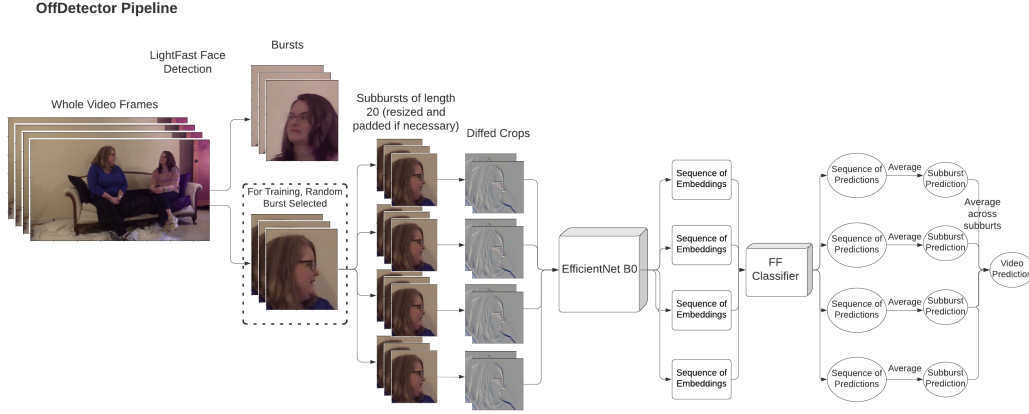 OffDetector Pipeline
Whole Video Frames
LightFast Face
Detection
Bursts
For Training, Random
Burst Selected
Subbursts of length
20 (resized and
padded if necessary)
Diffed Crops
EfficientNet B0
Sequence of
Embeddings
Sequence of
Embeddings
Sequence of
Embeddings
Sequence of
Embeddings
FF
Classifier
Sequence of
Predictions
Average
Subburst
Prediction
Sequence of
Predictions
Average
Subburst
Prediction
Sequence of
Predictions
Average
Subburst
Prediction
Sequence of
Predictions
Average
Subburst
Prediction
Average
across
subburts
Video
Prediction